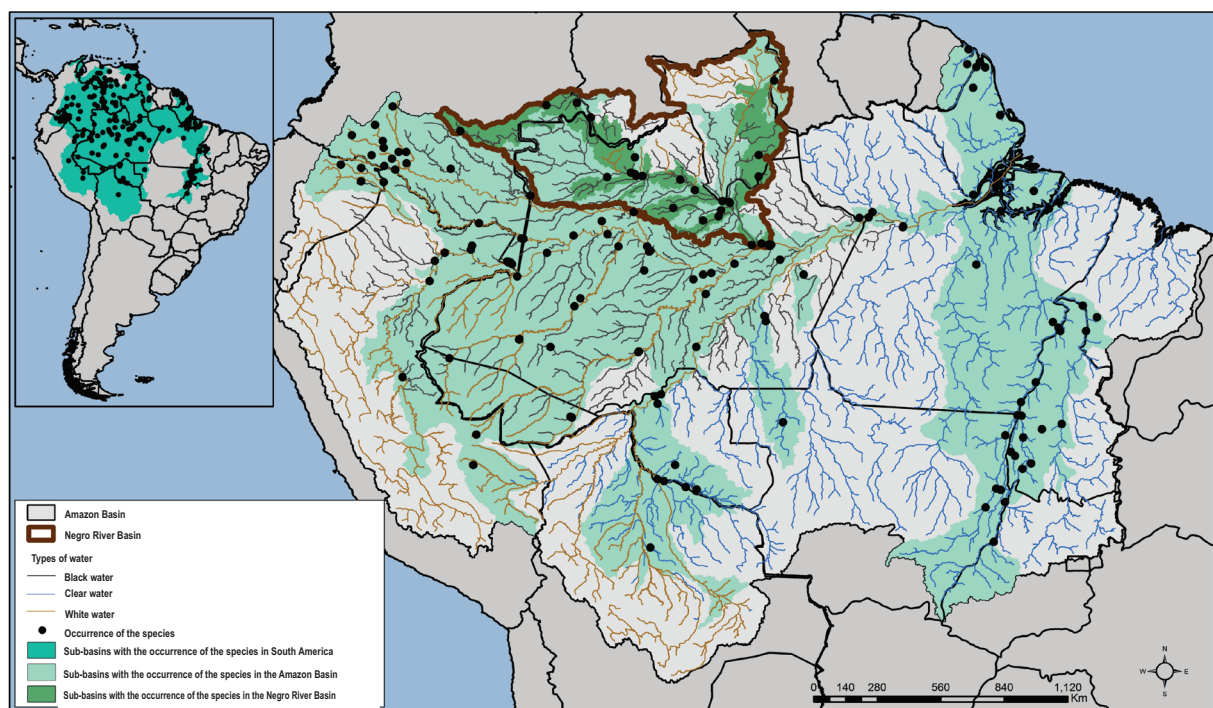 Amazon Basin
Negro River Basin
Types of water
Black water
Clear water
White water
Occurrence of the species
Sub-basins with the occurrence of the species in South America
Sub-basins with the occurrence of the species in the Amazon Basin
Sub-basins with the occurrence of the species in the Negro River Basin
N
W E
S
0 140 280 560 840 1,120
Km